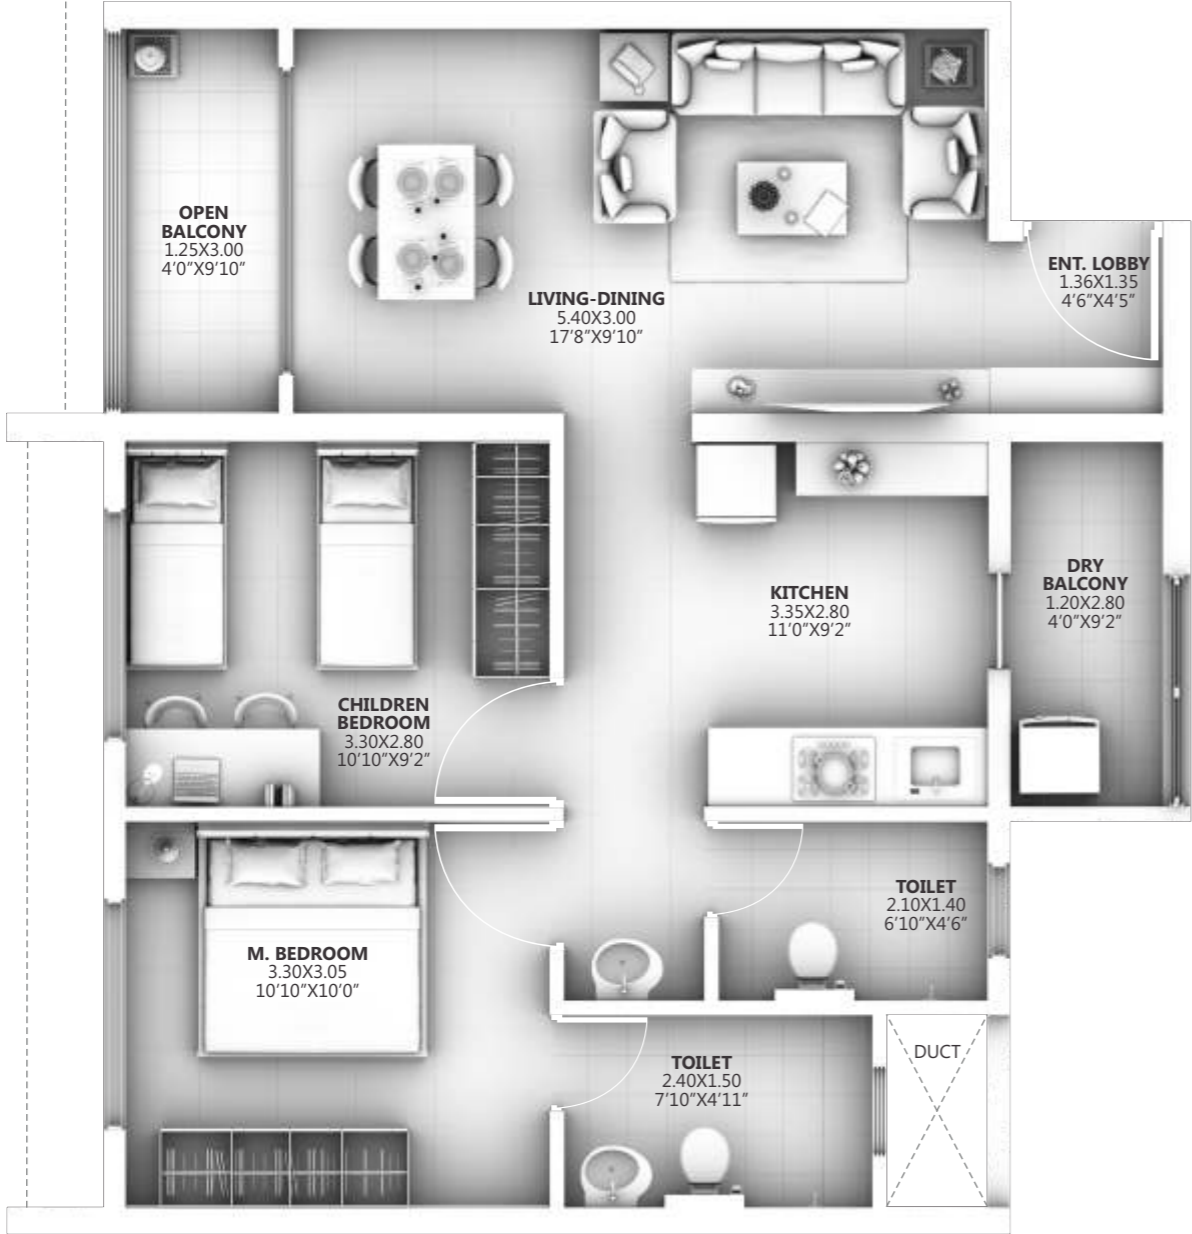 OPEN
BALCONY
1.25X3.00
4'0"X9'10"
ENT. LOBBY
1.36X1.35
4'6"X4'5"
LIVING-DINING
5.40X3.00
17'8"X9'10"
KITCHEN
3.35X2.80
11'0"X9'2"
DRY
BALCONY
1.20X2.80
4'0"X9'2"
CHILDREN
BEDROOM
3.30X2.80
10'10"X9'2"
TOILET
2.10X1.40
6'10"X4'6"
M. BEDROOM
3.30X3.05
10'10"X10'0"
TOILET
2.40X1.50
7'10"X4'11"
DUCT